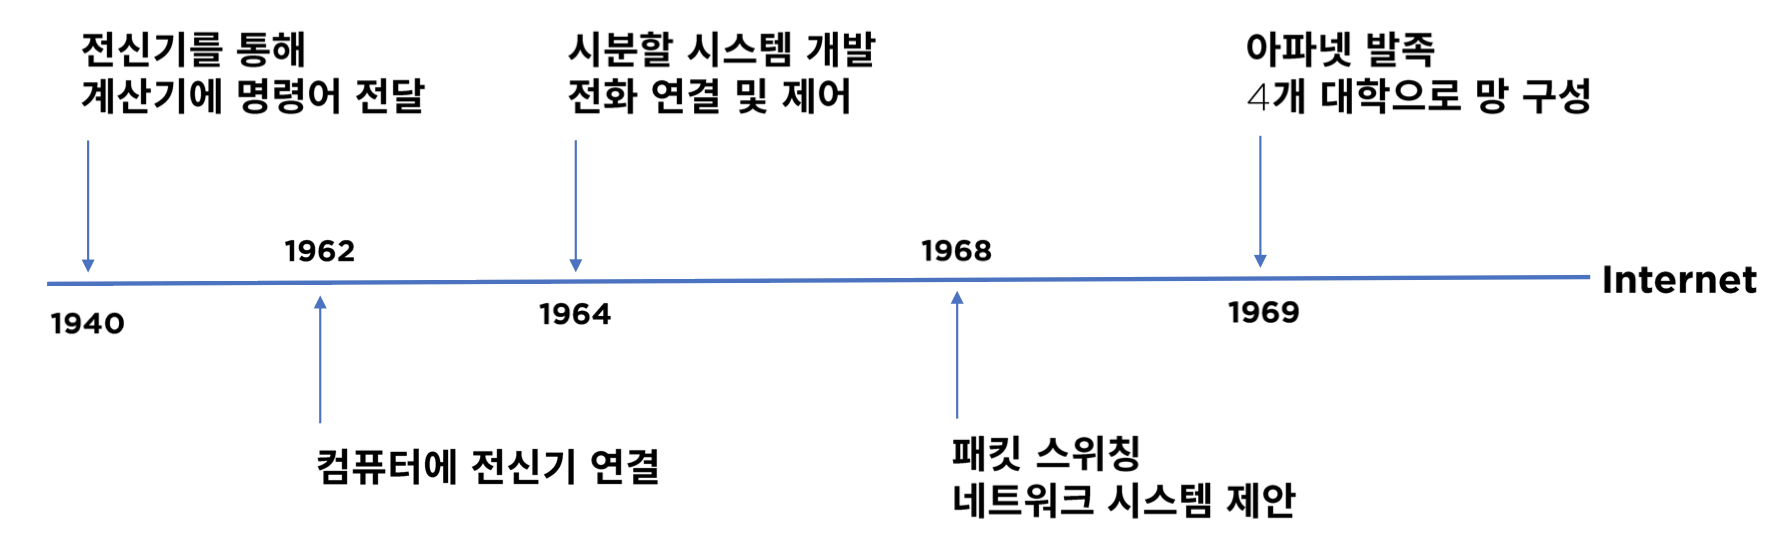 전신기를 통해
계산기에 명령어 전달
시분할 시스템 개발
전화 연결 및 제어
아파넷 발족
4개 대학으로 망 구성
1962
1968
Internet
1940
1964
1969
컴퓨터에 전신기 연결
패킷 스위칭
네트워크 시스템 제안